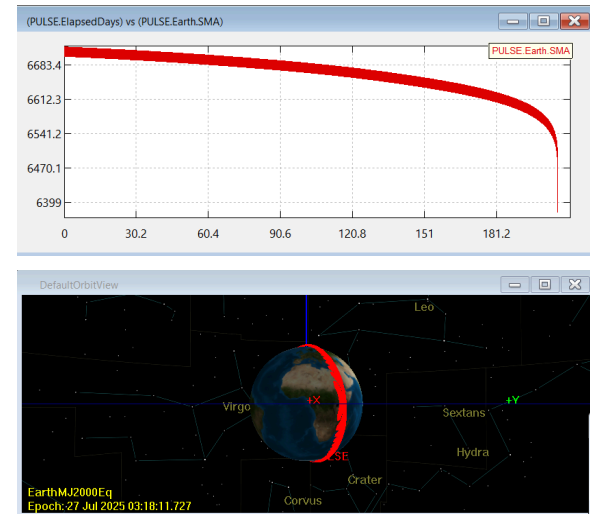 (PULSE.ElapsedDays) vs (PULSE.Earth.SMA)
PULSE.Earth.SMA
6683.4
6612.3
6541.2
6470.1
6399
0 30.2 60.4 90.6 120.8 151 181.2
DefaultOrbitView
Leo
Virgo
+X
+Y
Sextans
SE
Hydra
Crater
Corvus
EarthMJ2000Eq
Epoch: 27 Jul 2025 03:18:11.727